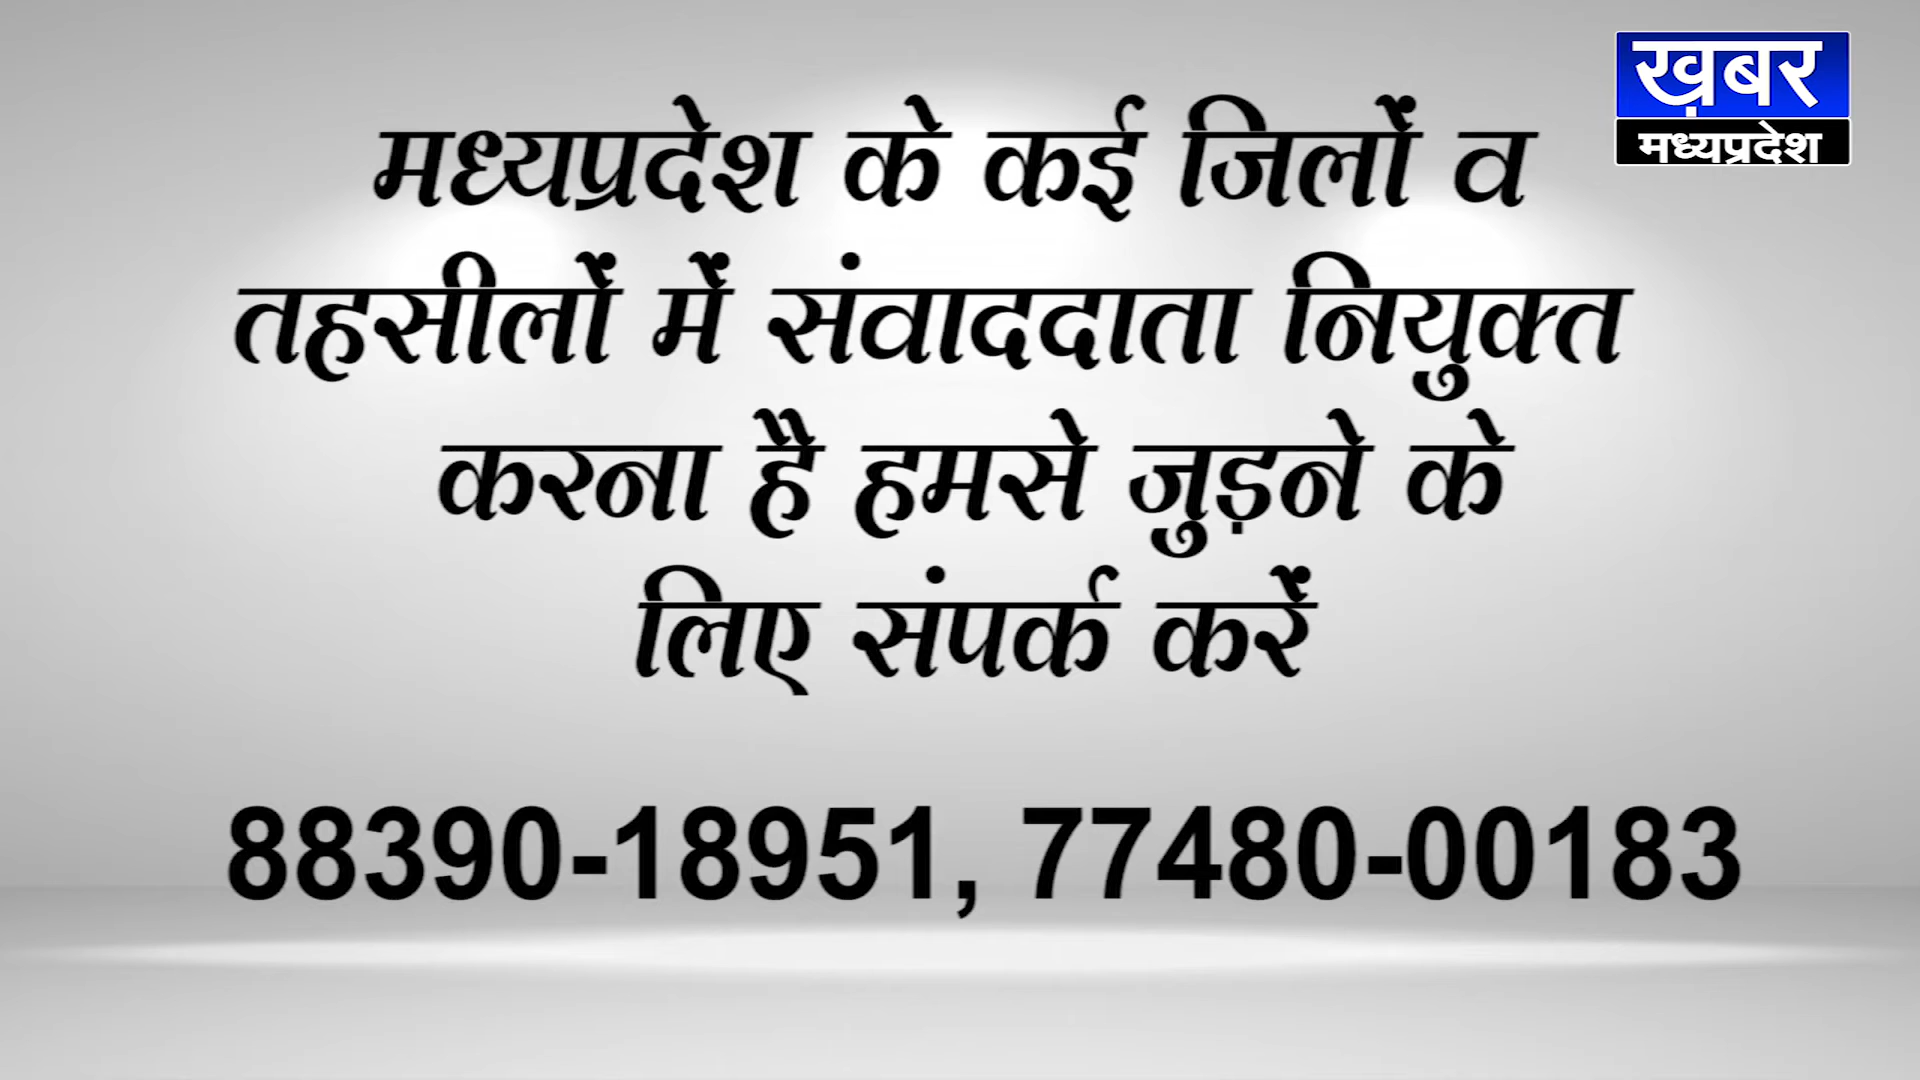 ख़बर
मध्यप्रदेश
मध्यप्रदेश के कई जिलों व
तहसीलों में संवाददाता नियुक्त
करना है हमसे जुड़ने के
लिए संपर्क करें
88390-18951, 77480-00183